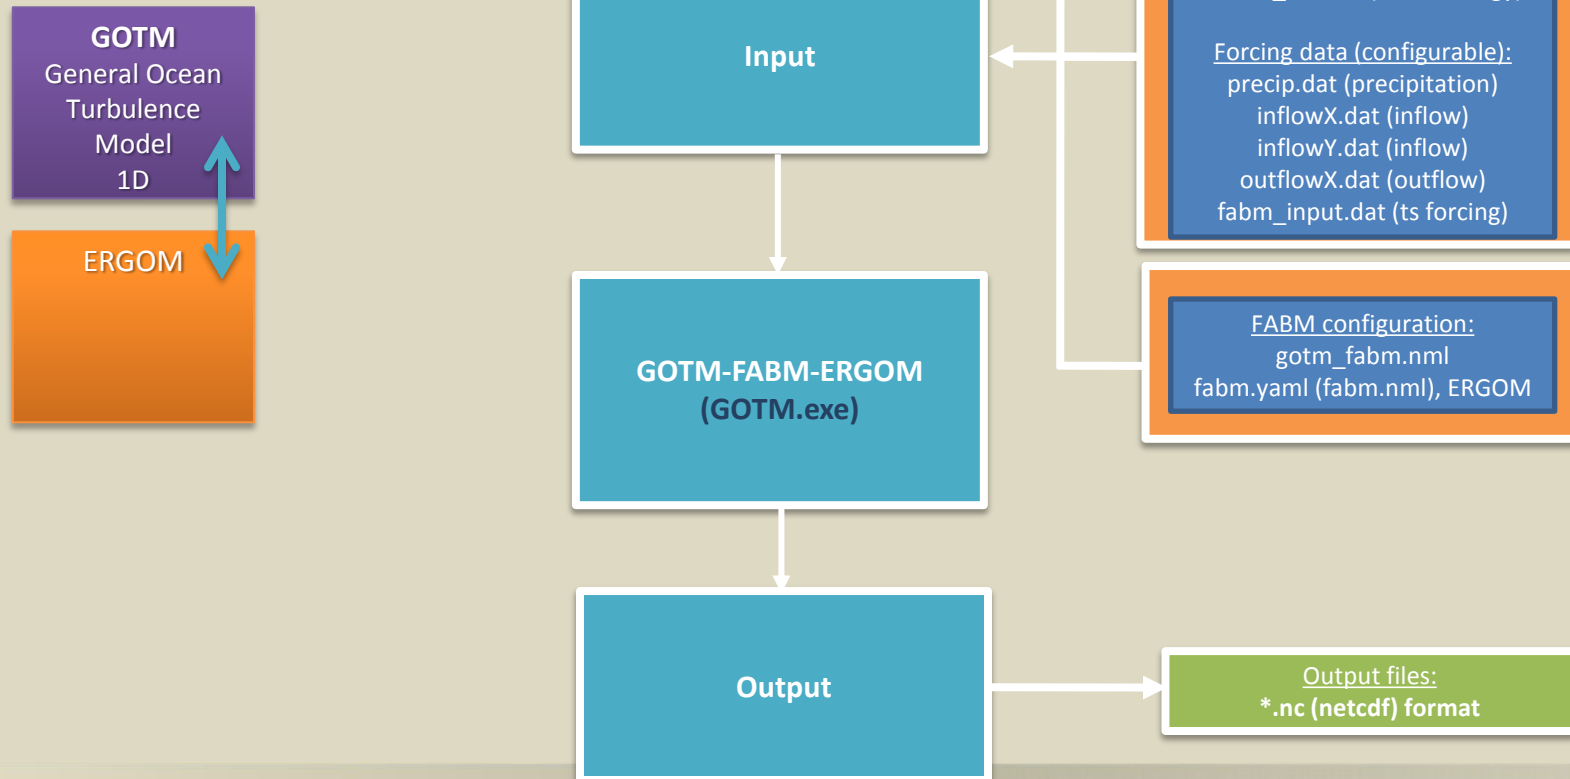 GOTM
General Ocean
Turbulence
Model
1D
ERGOM
Input
GOTM-FABM-ERGOM
(GOTM.exe)
Output
Forcing data (configurable):
precip.dat (precipitation)
inflowX.dat (inflow)
inflowY.dat (inflow)
outflowX.dat (outflow)
fabm_input.dat (ts forcing)
FABM configuration:
gotm_fabm.nml
fabm.yaml (fabm.nml), ERGOM
Output files:
*.nc (netcdf) format